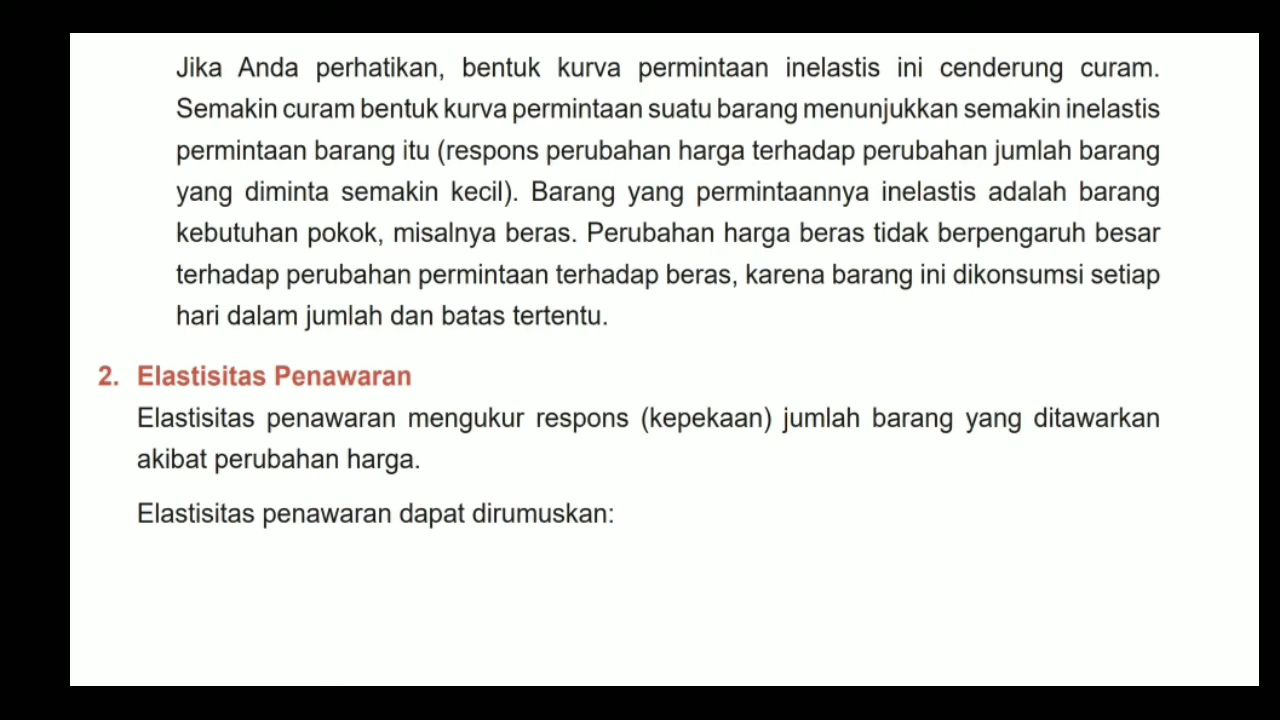 Jika Anda perhatikan, bentuk kurva permintaan inelastis ini cenderung curam.
Semakin curam bentuk kurva permintaan suatu barang menunjukkan semakin inelastis
permintaan barang itu (respons perubahan harga terhadap perubahan jumlah barang
yang diminta semakin kecil). Barang yang permintaannya inelastis adalah barang
kebutuhan pokok, misalnya beras. Perubahan harga beras tidak berpengaruh besar
terhadap perubahan permintaan terhadap beras, karena barang ini dikonsumsi setiap
hari dalam jumlah dan batas tertentu.
2. Elastisitas Penawaran
Elastisitas penawaran mengukur respons (kepekaan) jumlah barang yang ditawarkan
akibat perubahan harga.
Elastisitas penawaran dapat dirumuskan: